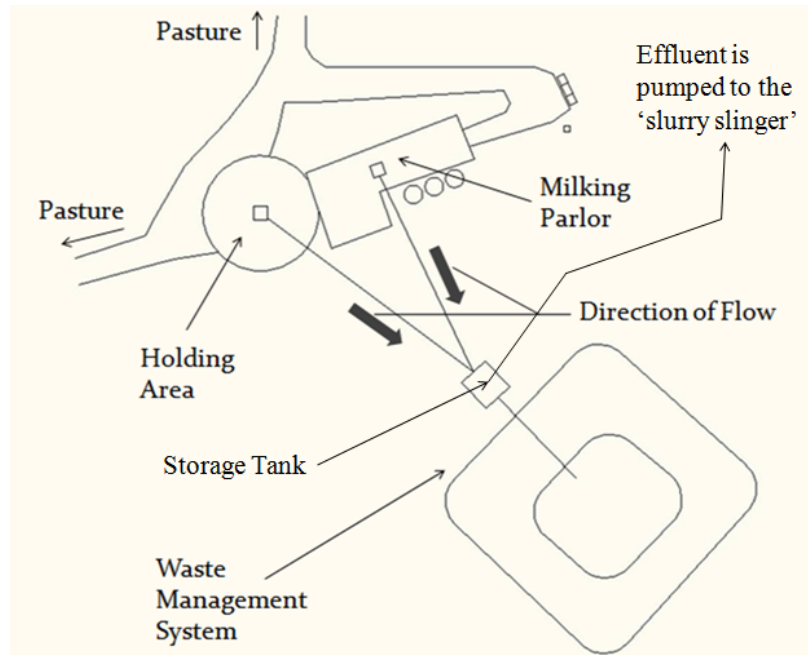 Pasture
Effluent is
pumped to the
‘slurry slinger’
Pasture
Milking
Parlor
Direction of Flow
Holding
Area
Storage Tank
Waste
Management
System